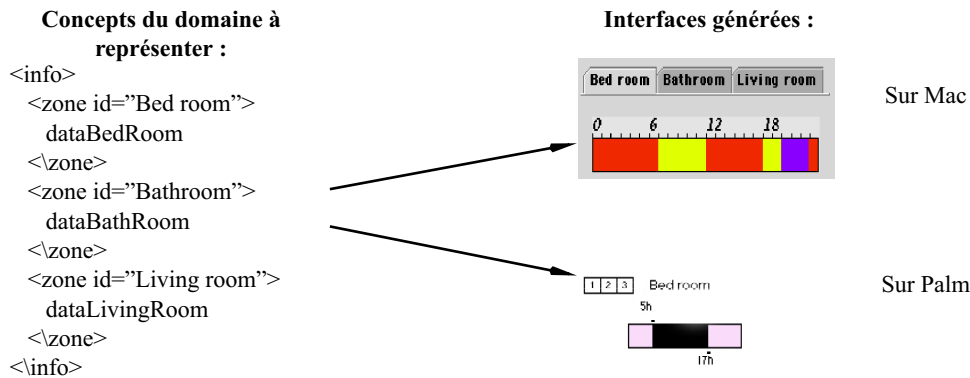 Concepts du domaine à
représenter :
<info>
<zone id=”Bed room”>
dataBedRoom
<\zone>
<zone id=”Bathroom”>
dataBathRoom
<\zone>
<zone id=”Living room”>
dataLivingRoom
<\zone>
<\info>
Interfaces générées :
Bed room Bathroom Living room
0 6 12 18
Sur Mac
1 2 3 Bed room
5h
17h
Sur Palm